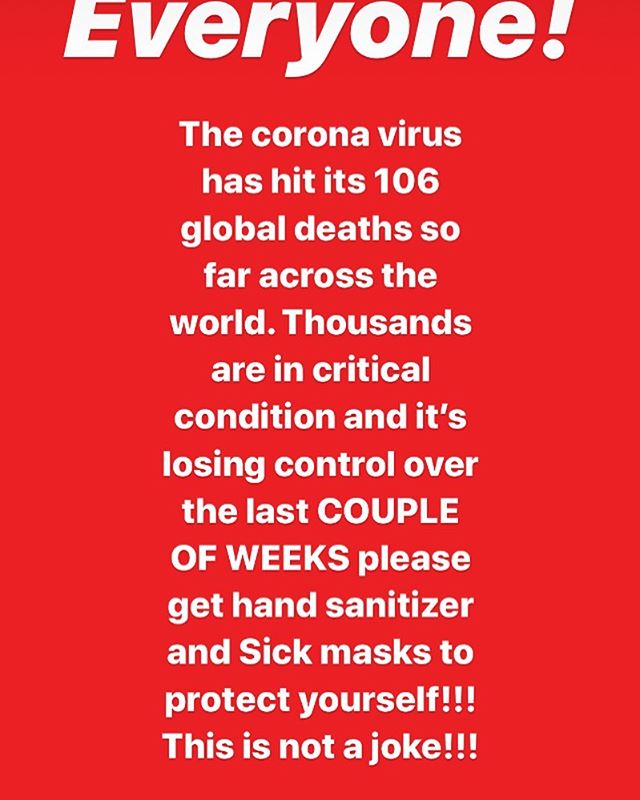 Everyone!
The corona virus
has hit its 106
global deaths so
far across the
world. Thousands
are in critical
condition and it’s
losing control over
the last COUPLE
OF WEEKS please
get hand sanitizer
and Sick masks to
protect yourself!!!
This is not a joke!!!